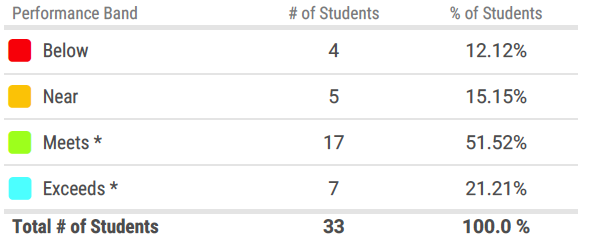 Performance Band # of Students % of Students
Below 4 12.12%
Near 5 15.15%
Meets * 17 51.52%
Exceeds * 7 21.21%
Total # of Students 33 100.0 %